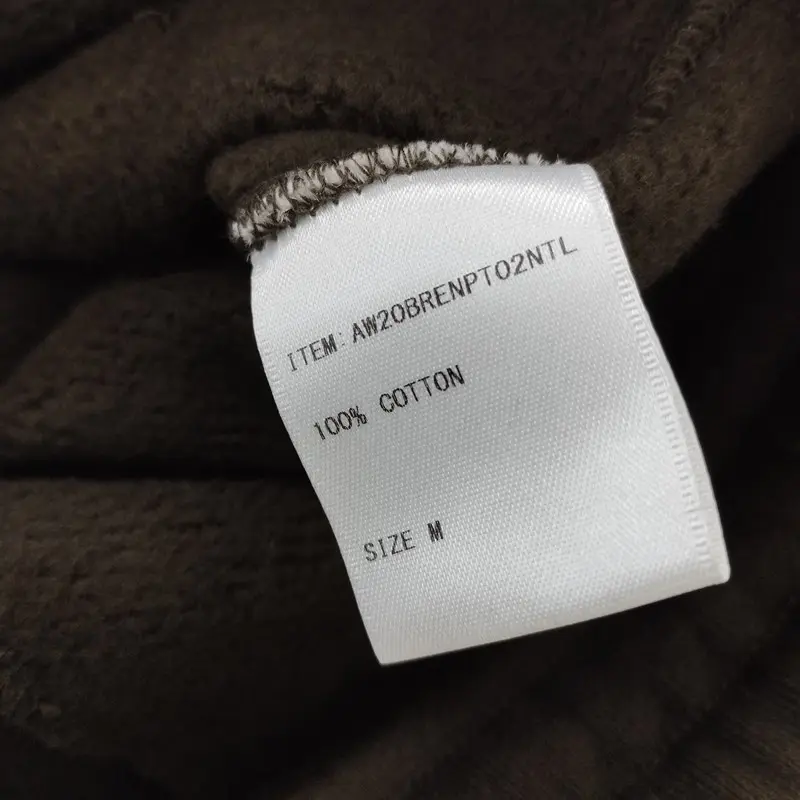 ITEM: AW20BRENPT02NTL
100% COTTON
SIZE M